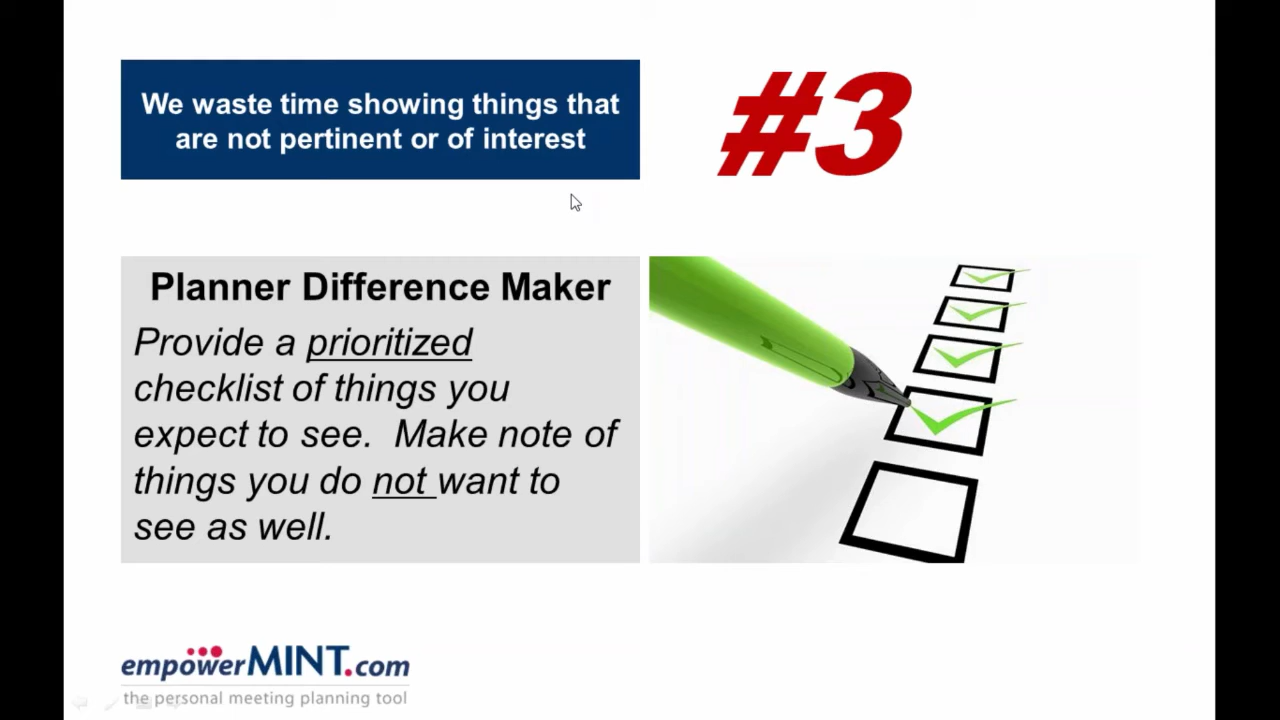 We waste time showing things that
are not pertinent or of interest
#3
Planner Difference Maker
Provide a prioritized
checklist of things you
expect to see.  Make note of
things you do not want to
see as well.
empowerMINT.com
the personal meeting planning tool